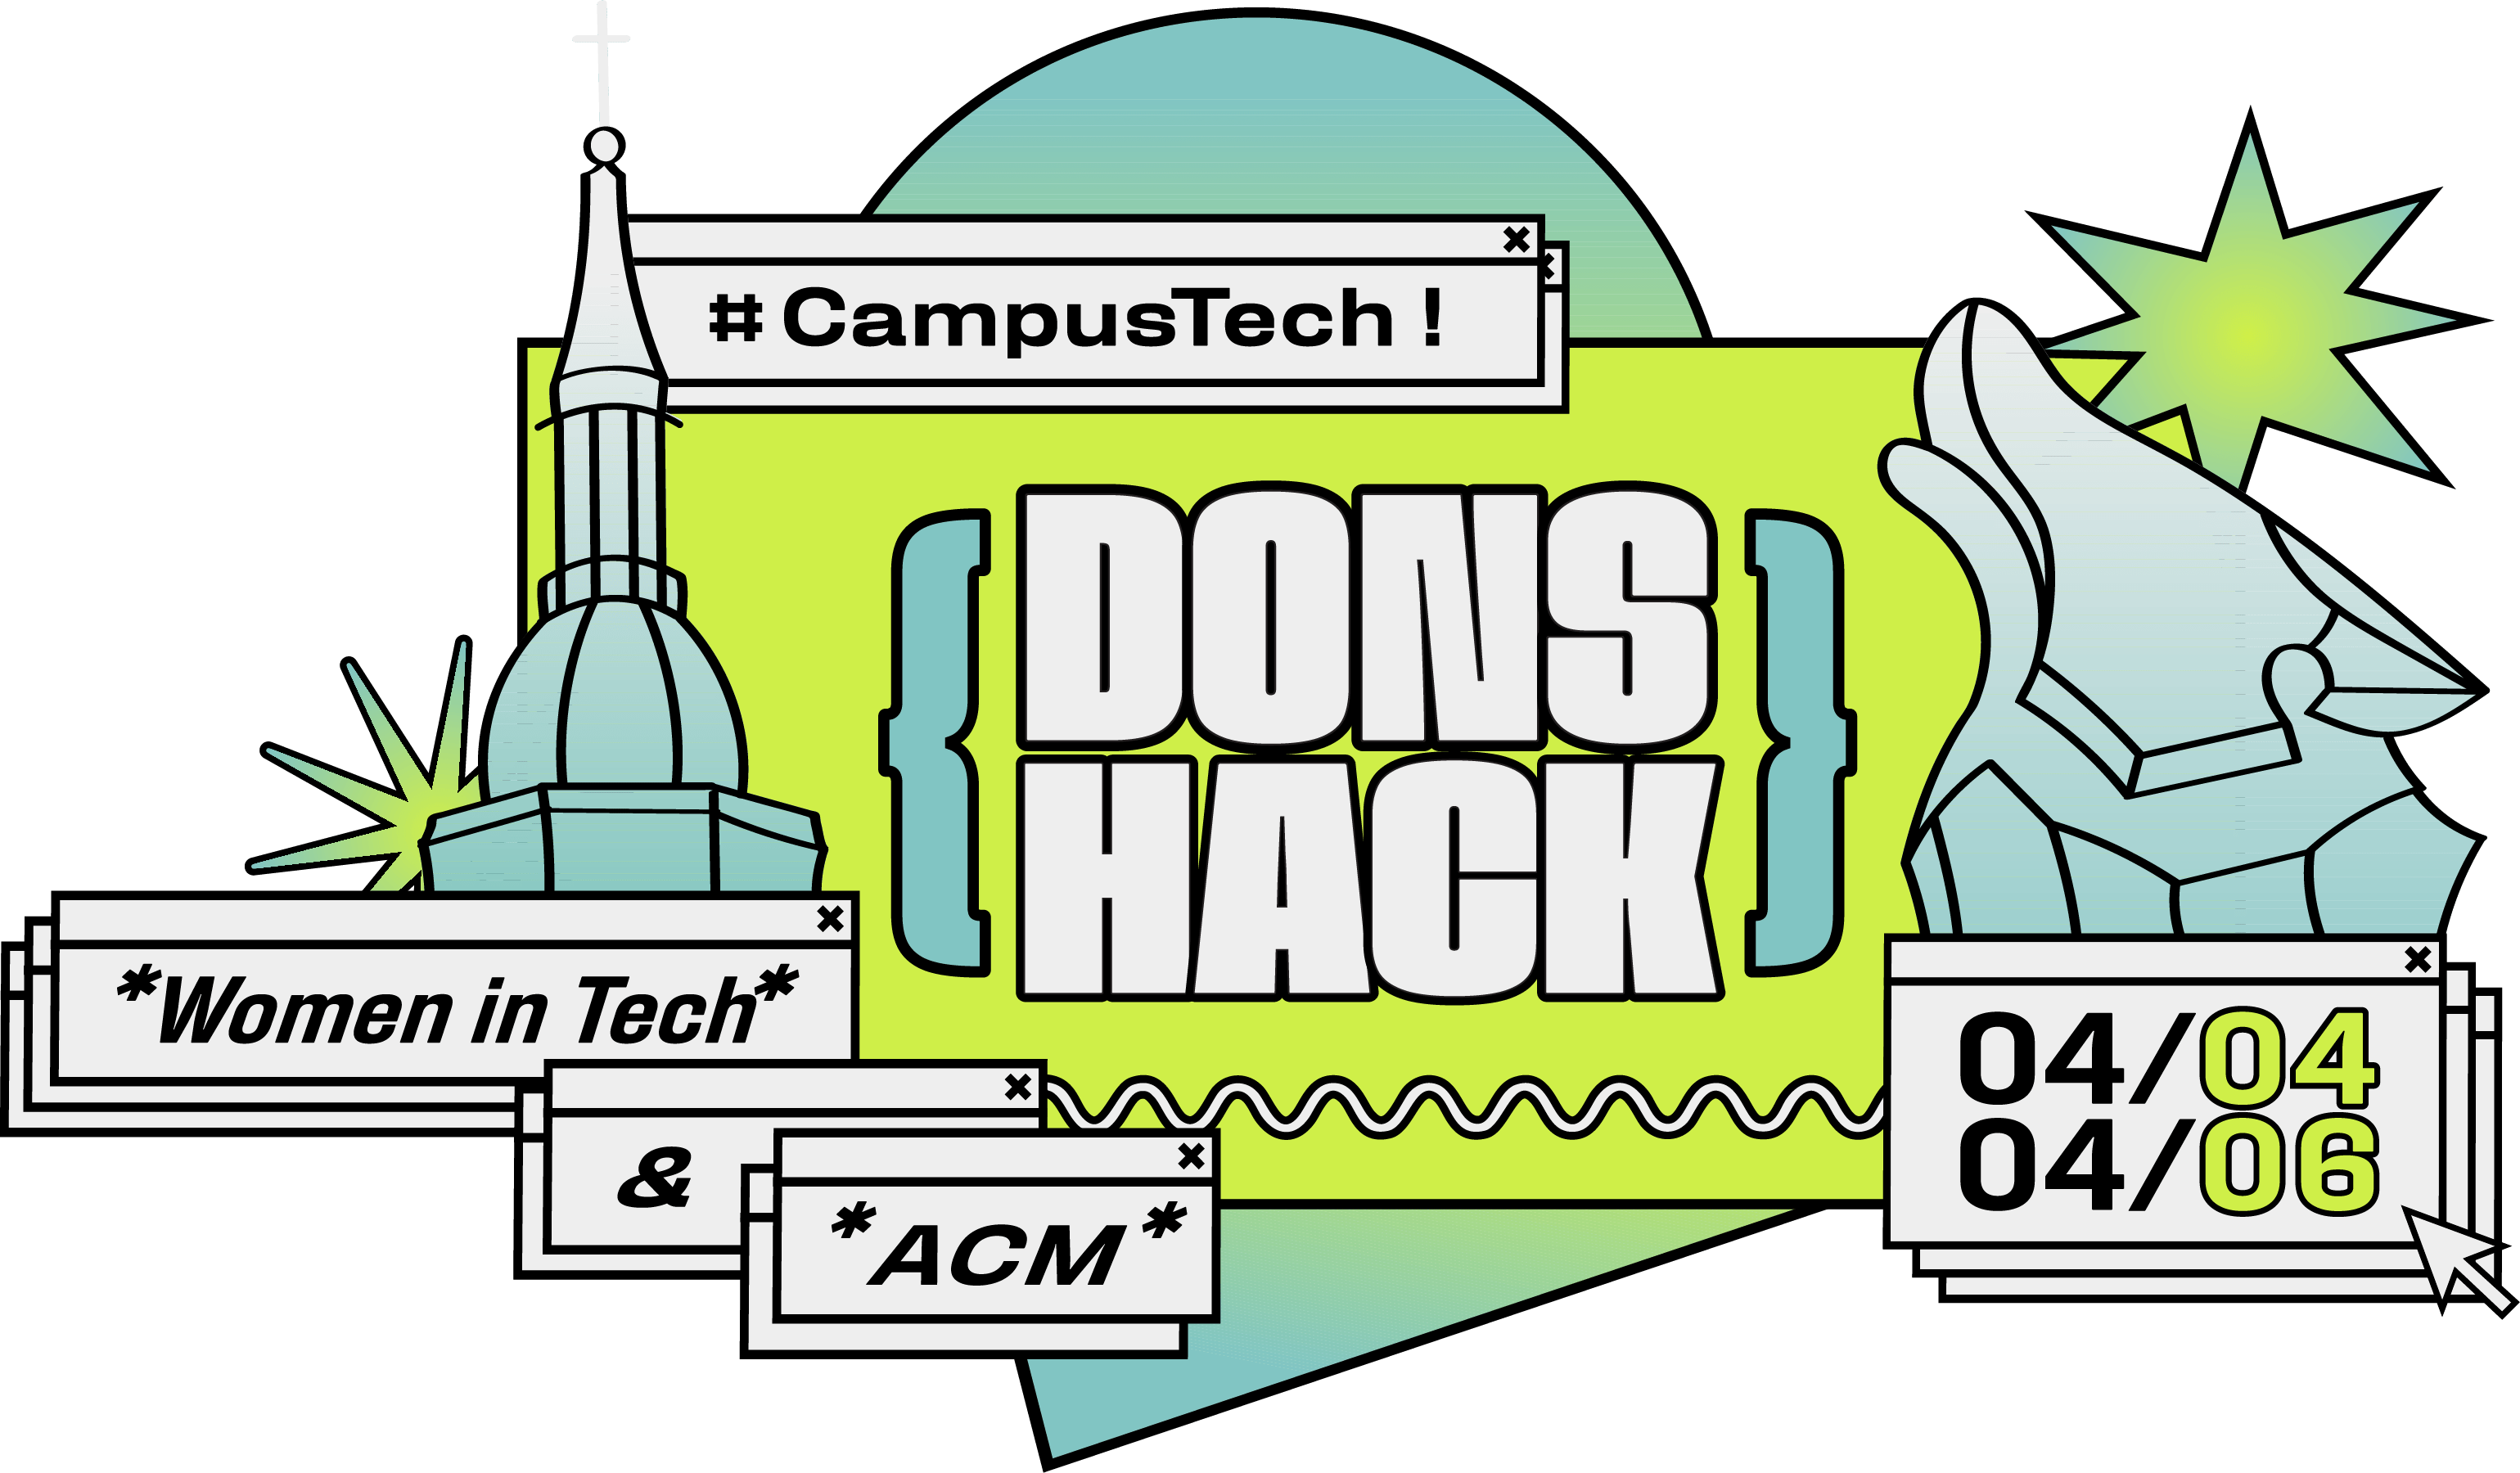 # CampusTech !
{ DONS
HACK }
*Women in Tech*
&
*ACM*
04/04
04/06